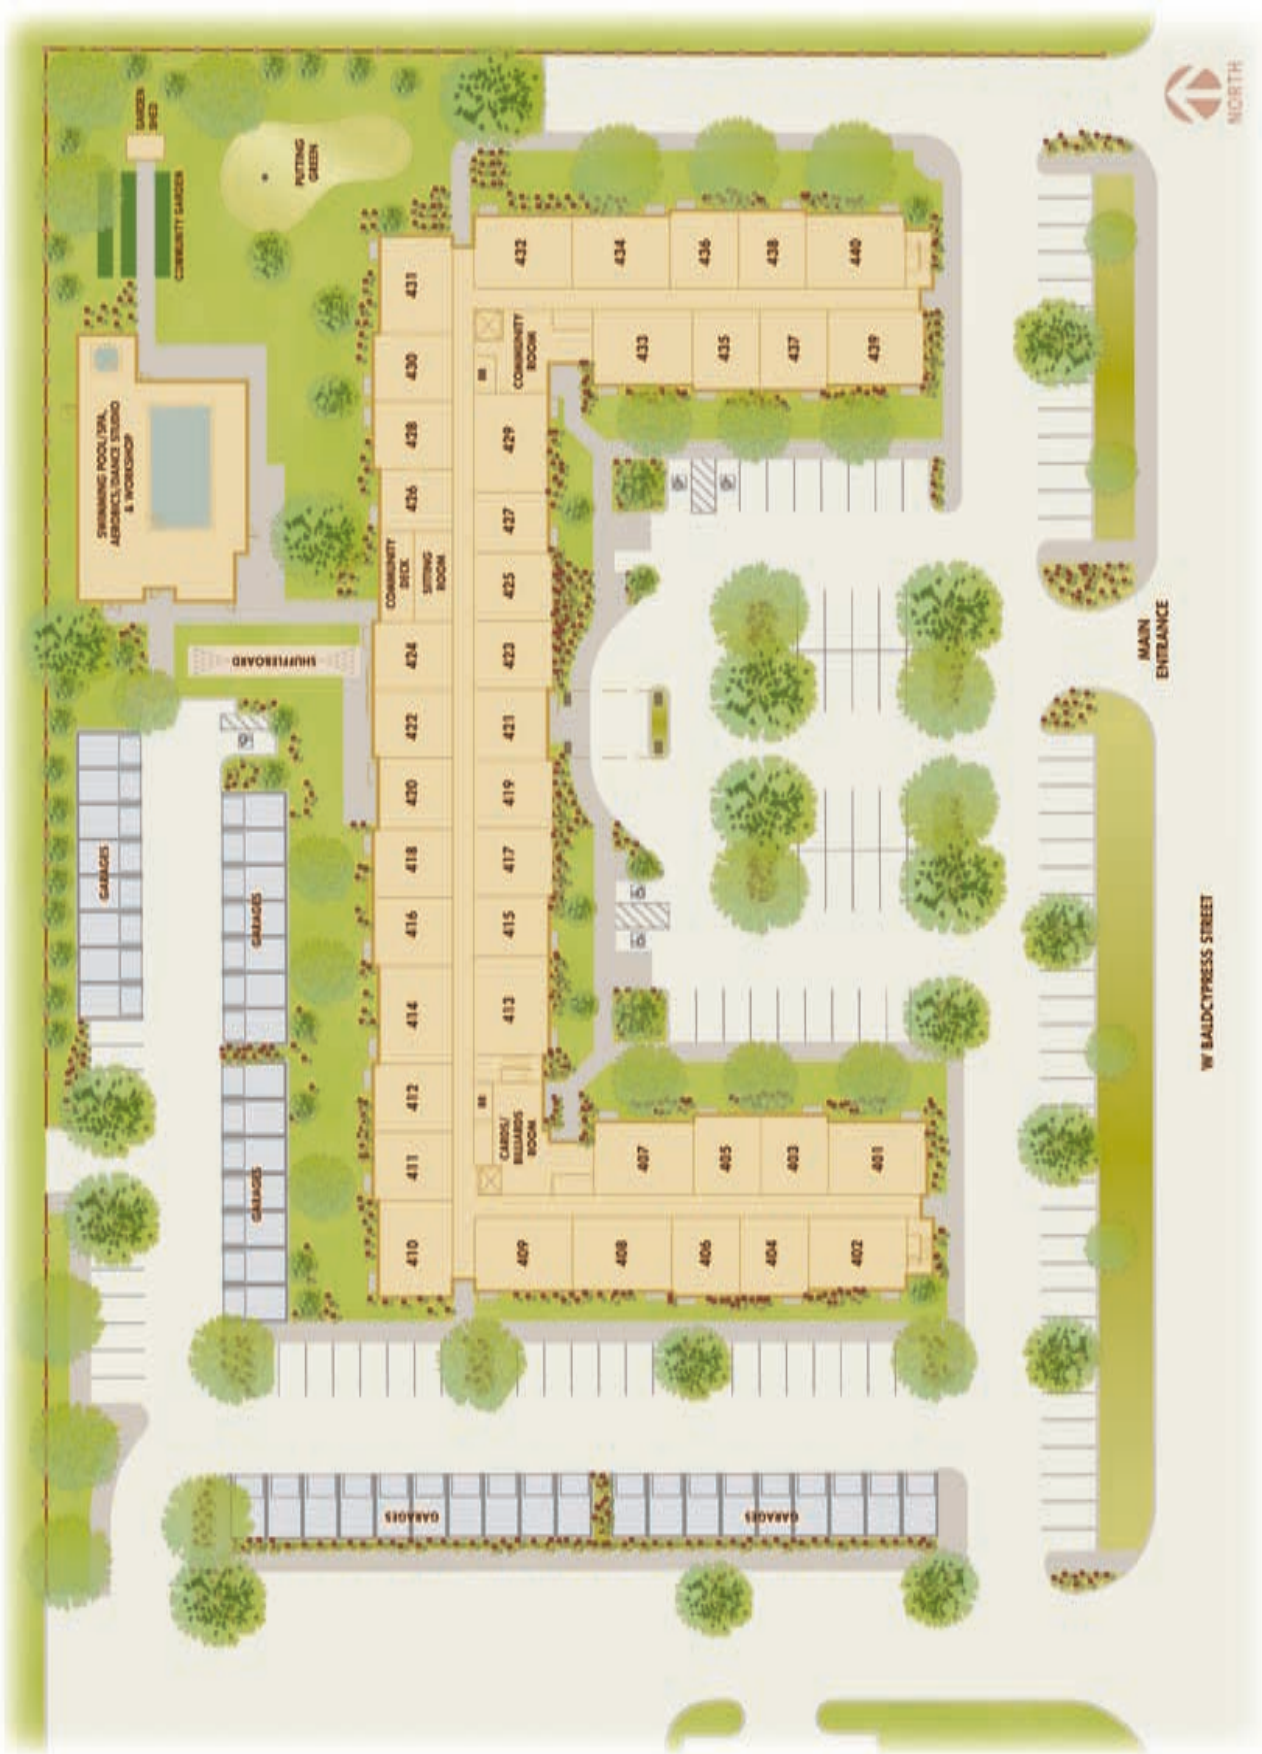 GARDEN
SHED
COMMUNITY GARDEN
PUTTING
GREEN
NORTH
SWIMMING POOL/SPA,
AEROBICS/DANCE STUDIO
& WORKSHOP
SHUFFLEBOARD
GARAGES
GARAGES
GARAGES
GARAGES
GARAGES
431
430
428
426
COMMUNITY
DECK
SITTING
ROOM
424
422
420
418
416
414
412
411
410
432
434
436
438
440
COMMUNITY
ROOM
433
435
437
439
429
427
425
423
421
419
417
415
413
CARDS/
BILLIARDS
ROOM
407
405
403
401
409
408
406
404
402
MAIN
ENTRANCE
W BALDCYPRESS STREET